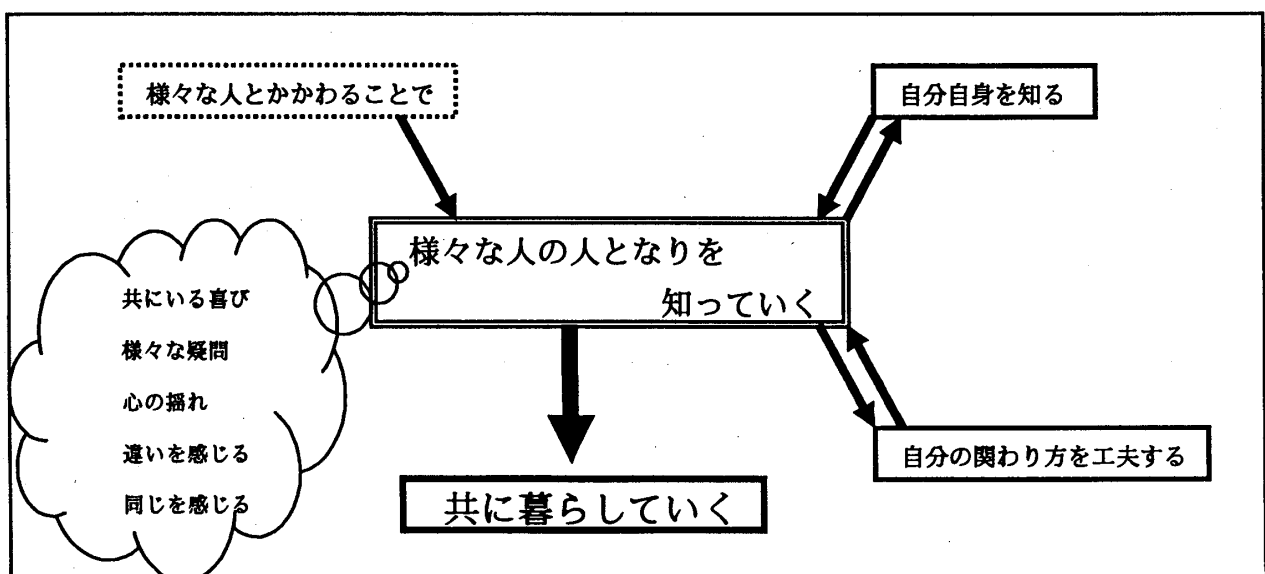 様々な人とかかわることで
自分自身を知る
様々な人の人となりを
知っていく
共にいる喜び
様々な疑問
心の揺れ
違いを感じる
同じを感じる
自分の関わり方を工夫する
共に暮らしていく